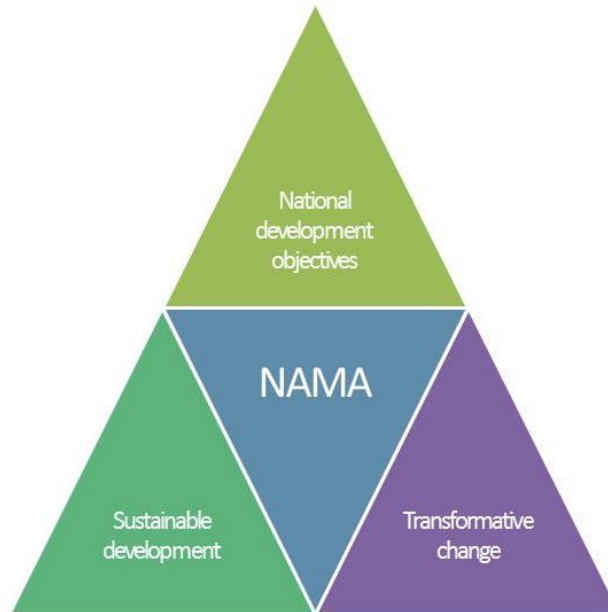 National
development
objectives
NAMA
Sustainable
development
Transformative
change